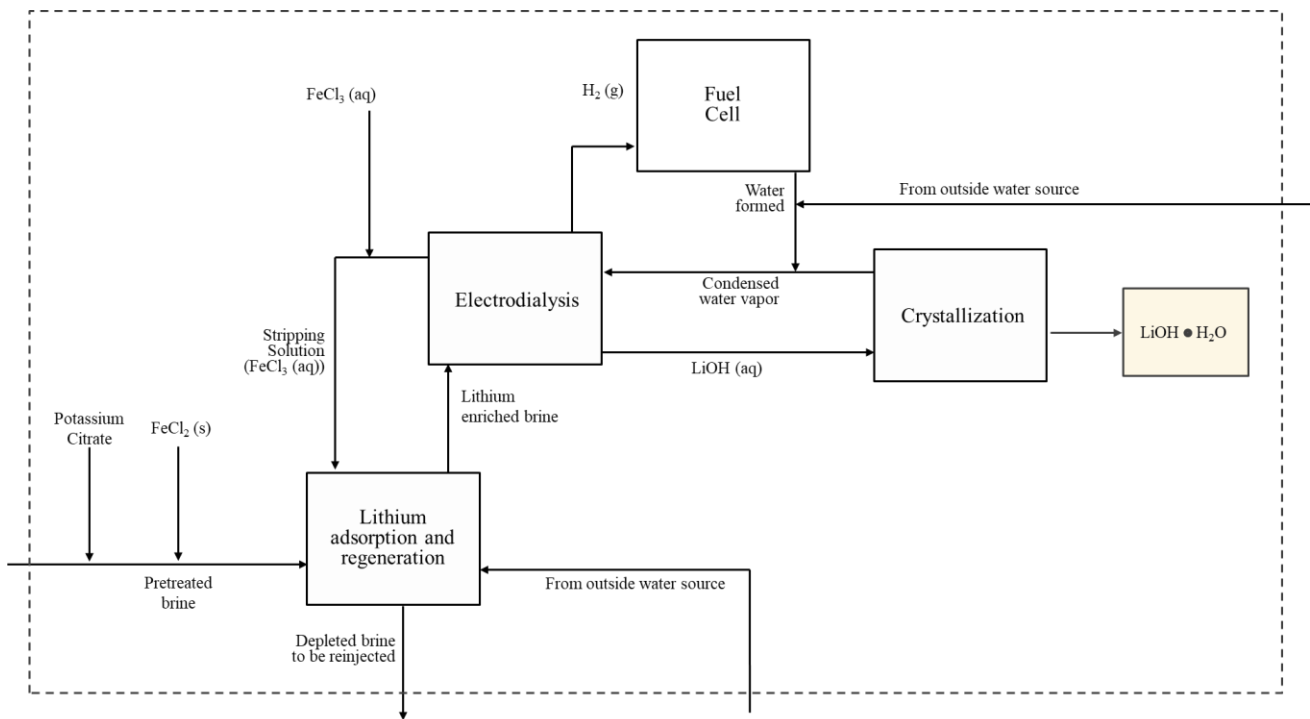 FeCl₃ (aq)
H₂ (g)
Fuel
Cell
Water
formed
From outside water source
Electrodialysis
Condensed
water vapor
Crystallization
LiOH ● H₂O
Stripping
Solution
(FeCl₃ (aq))
LiOH (aq)
Lithium
enriched brine
Potassium
Citrate
FeCl₂ (s)
Lithium
adsorption and
regeneration
Pretreated
brine
From outside water source
Depleted brine
to be reinjected